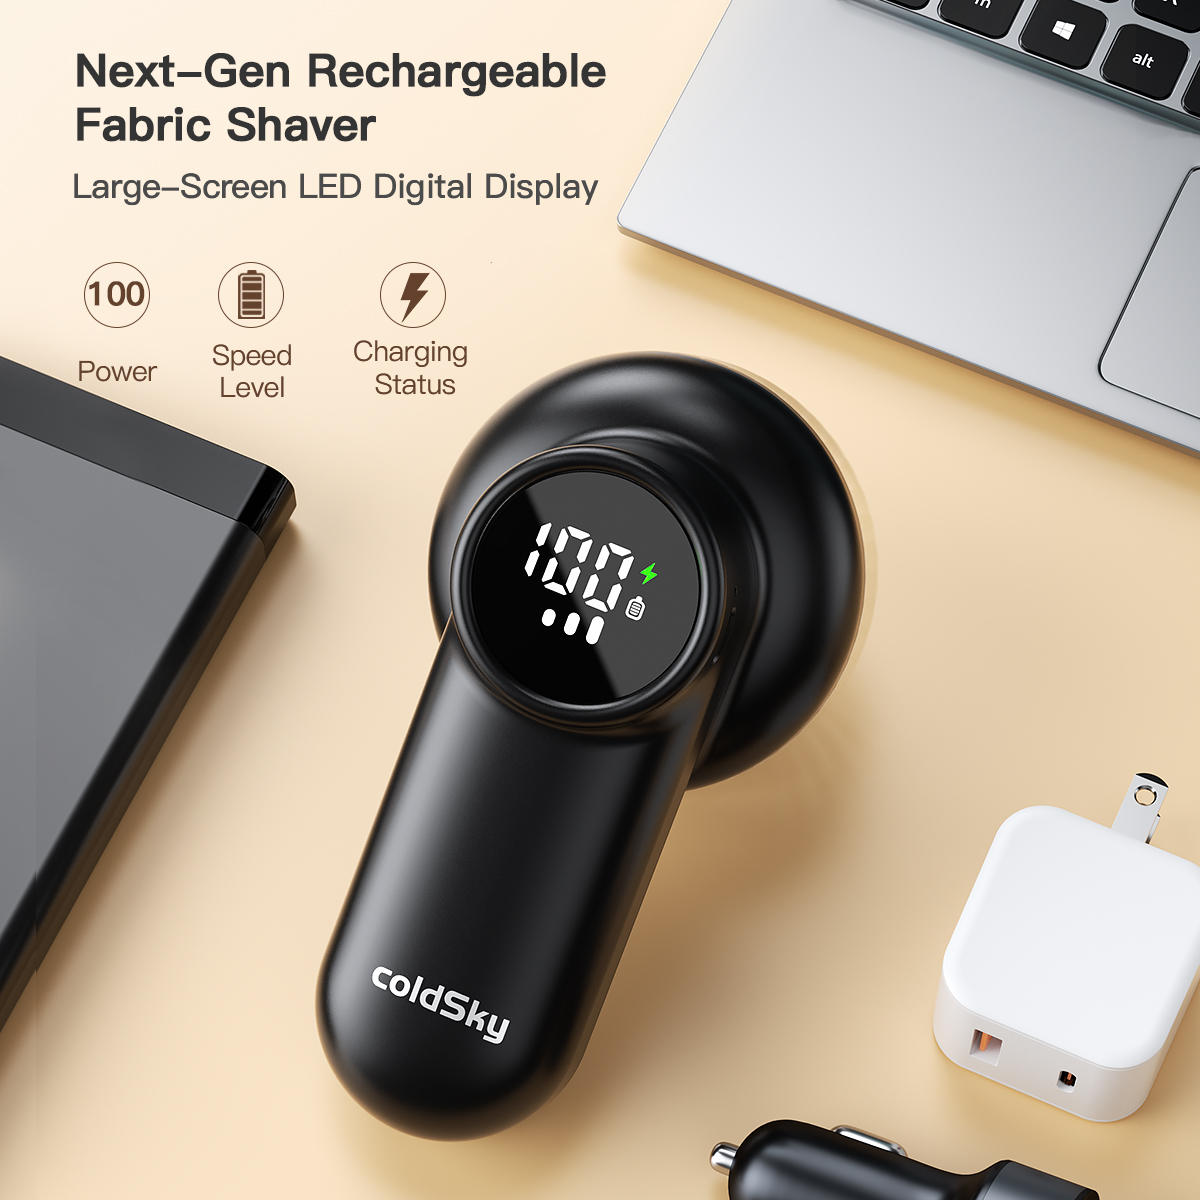 Next-Gen Rechargeable
Fabric Shaver
Large-Screen LED Digital Display
100
Power
Speed
Level
Charging
Status
alt
100
coldSky